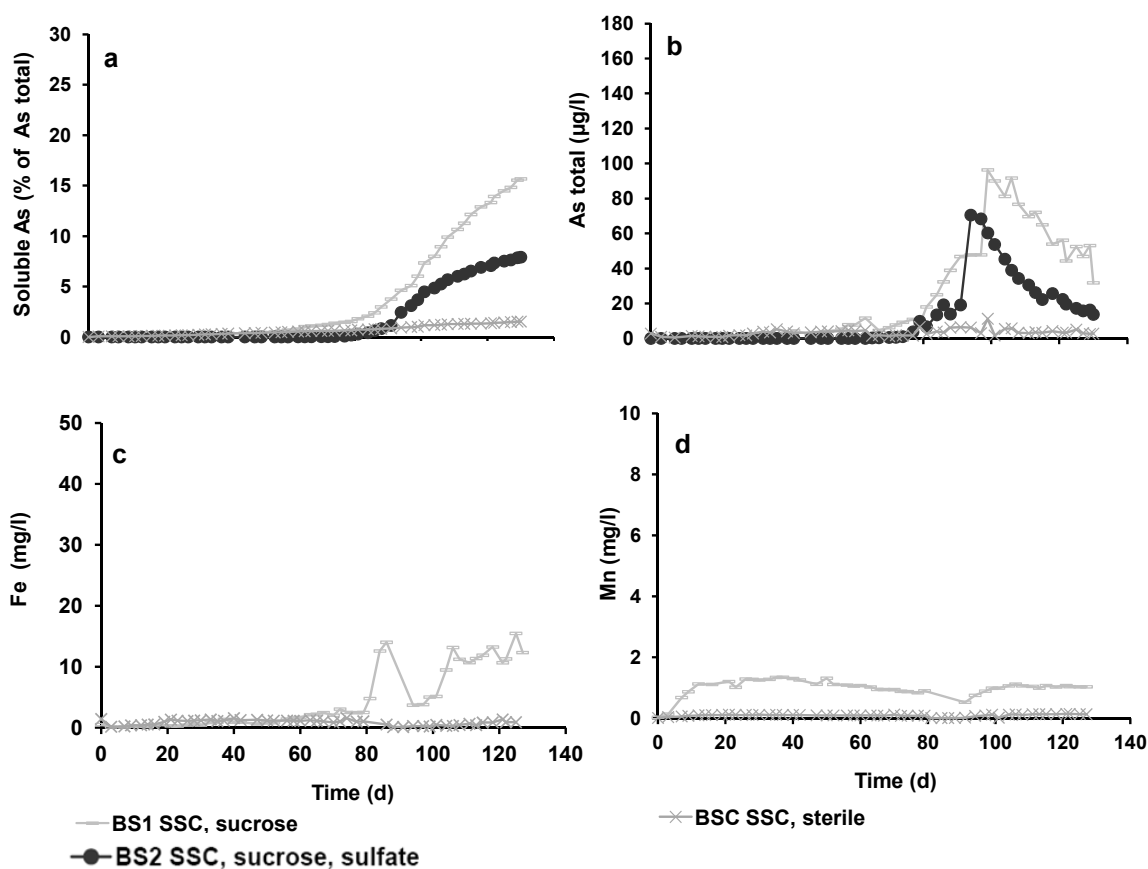 a
Soluble As (% of As total)
30
25
20
15
10
5
0
b
As total (µg/l)
180
160
140
120
100
80
60
40
20
0
c
Fe (mg/l)
50
40
30
20
10
0
0 20 40 60 80 100 120 140
Time (d)
d
Mn (mg/l)
10
8
6
4
2
0
0 20 40 60 80 100 120 140
Time (d)
BS1 SSC, sucrose
BSC SSC, sterile
BS2 SSC, sucrose, sulfate